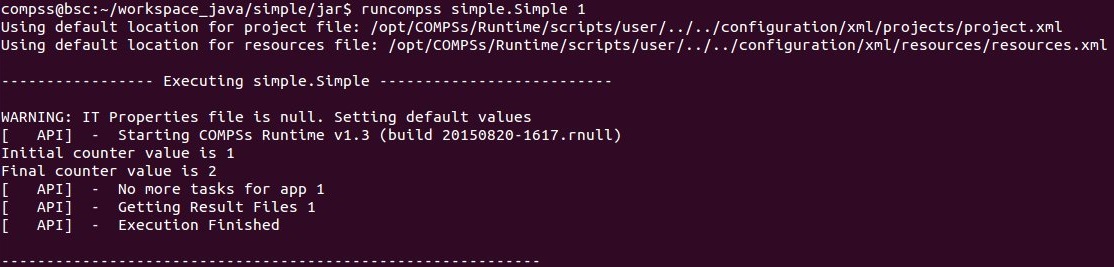 compss@bsc:~/workspace_java/simple/jar$ runcompss simple.Simple 1
Using default location for project file: /opt/COMPSs/Runtime/scripts/user/../../configuration/xml/projects/project.xml
Using default location for resources file: /opt/COMPSs/Runtime/scripts/user/../../configuration/xml/resources/resources.xml
----------------- Executing simple.Simple --------------------------
WARNING: IT Properties file is null. Setting default values
[   API]  -  Starting COMPSs Runtime v1.3 (build 20150820-1617.rnull)
Initial counter value is 1
Final counter value is 2
[   API]  -  No more tasks for app 1
[   API]  -  Getting Result Files 1
[   API]  -  Execution Finished
------------------------------------------------------------